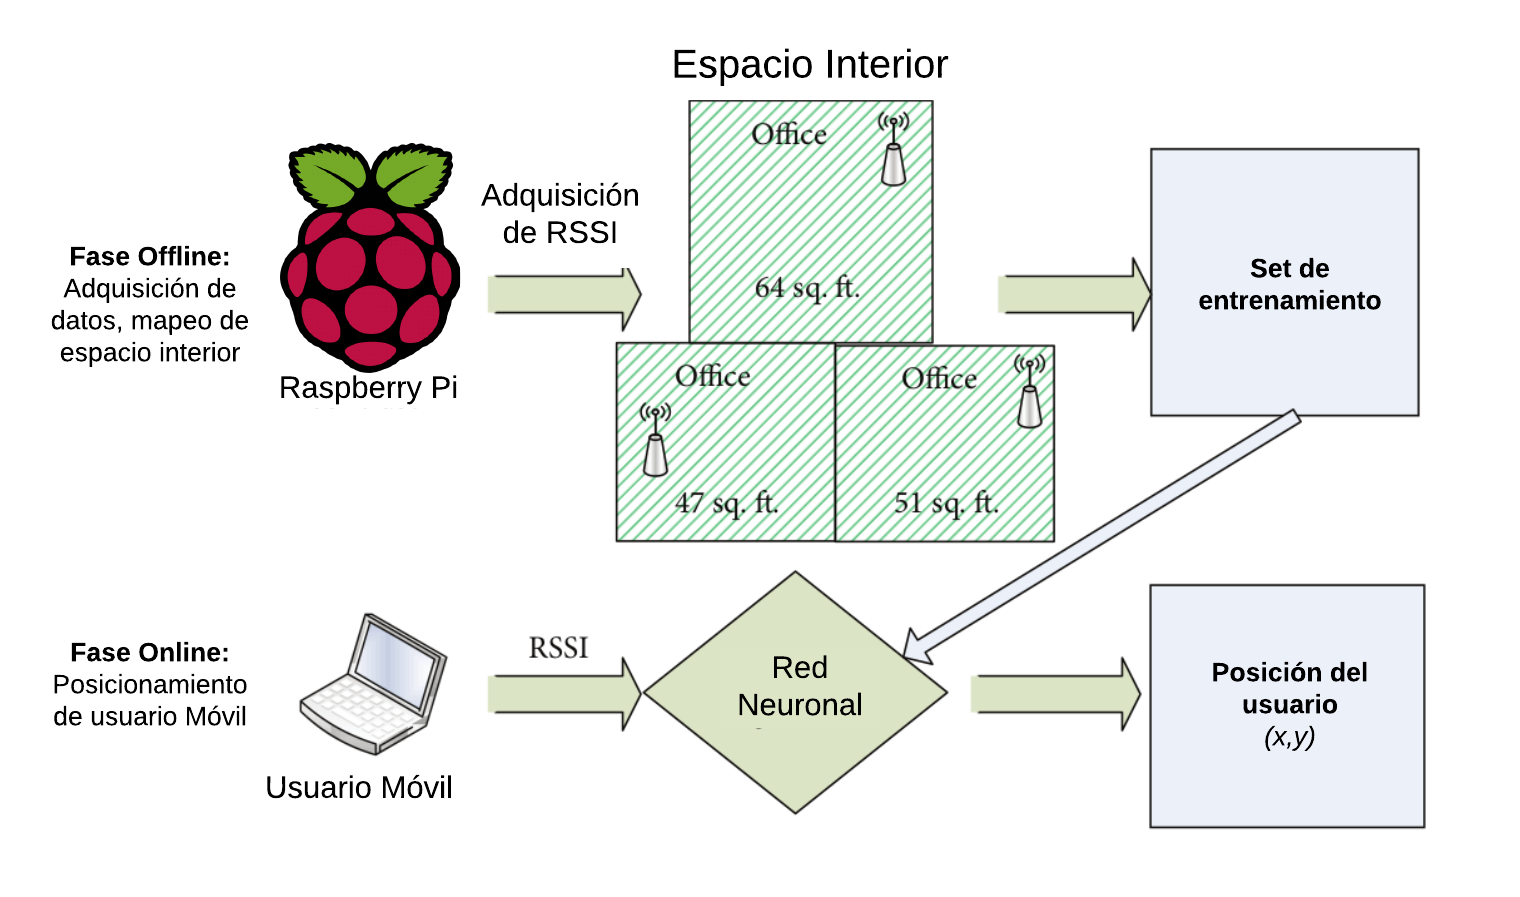 Espacio Interior
Fase Offline:
Adquisición de
datos, mapeo de
espacio interior
Raspberry Pi
Adquisición
de RSSI
Office
64 sq. ft.
Office
47 sq. ft.
Office
51 sq. ft.
Set de
entrenamiento
Fase Online:
Posicionamiento
de usuario Móvil
Usuario Móvil
RSSI
Red
Neuronal
Posición del
usuario
(x,y)